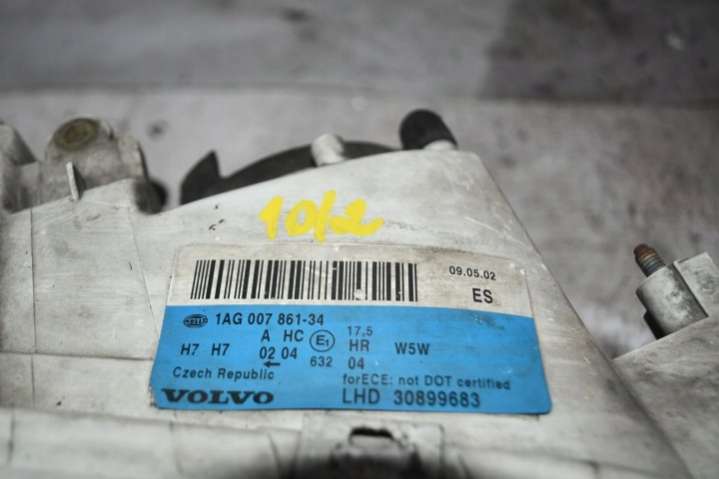 10/2
09.05.02
ES
HELLA 1AG 007 861-34
A HC E1 17,5
H7 H7 02 04 632 HR W5W
← 04
Czech Republic forECE: not DOT certified
VOLVO LHD 30899683